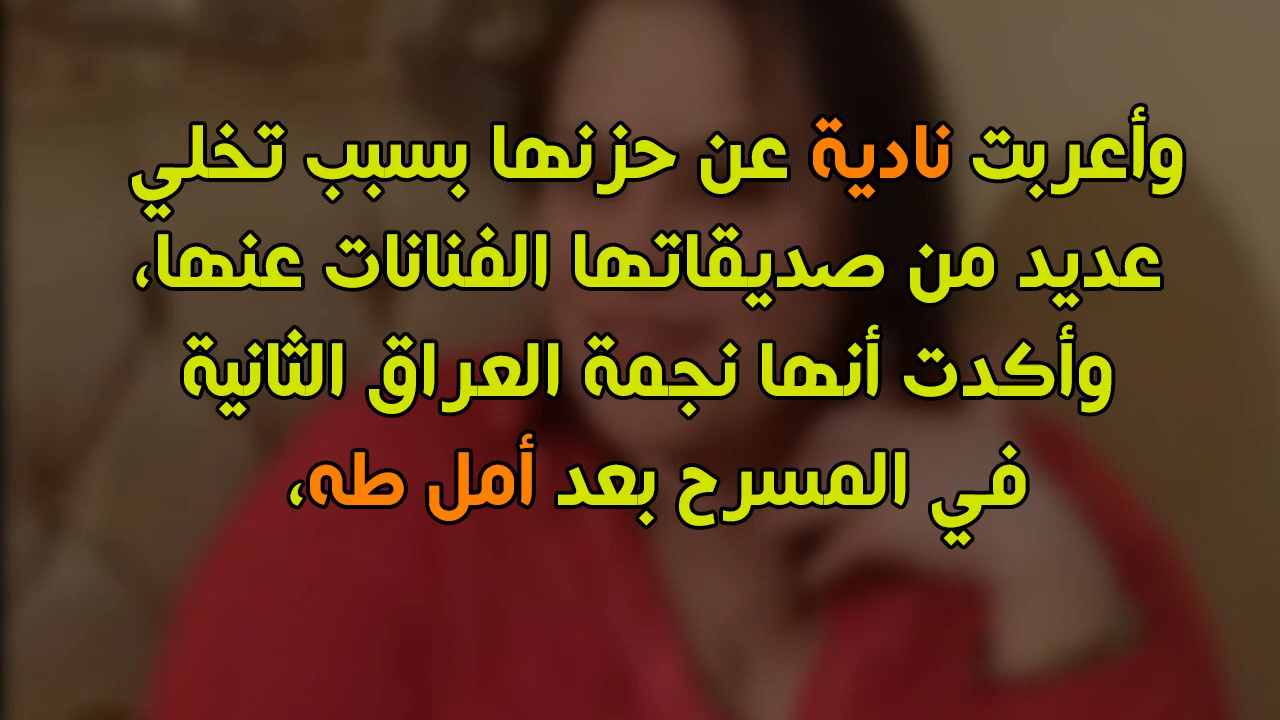 وأعربت نادية عن حزنها بسبب تخلي
عديد من صديقاتها الفنانات عنها،
وأكدت أنها نجمة العراق الثانية
في المسرح بعد أمل طه،